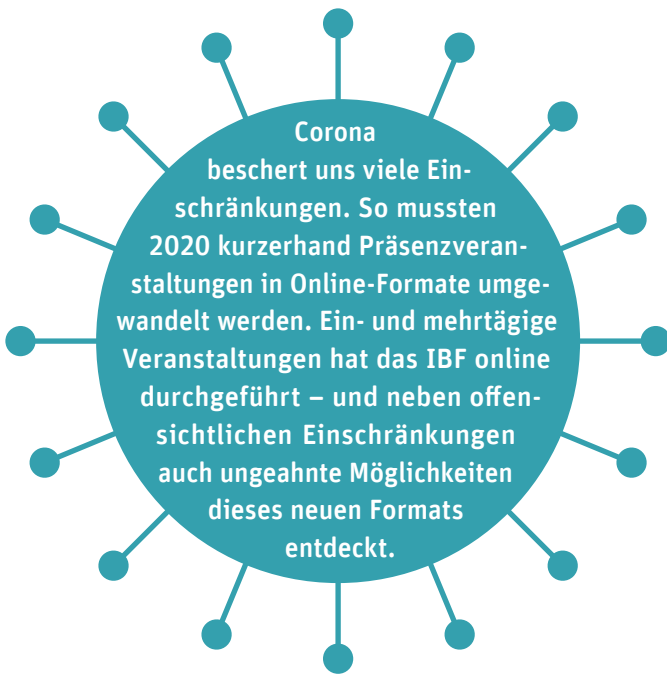 Corona
beschert uns viele Ein-
schränkungen. So mussten
2020 kurzerhand Präsenzveran-
staltungen in Online-Formate umge-
wandelt werden. Ein- und mehrtägige
Veranstaltungen hat das IBF online
durchgeführt – und neben offen-
sichtlichen Einschränkungen
auch ungeahnte Möglichkeiten
dieses neuen Formats
entdeckt.